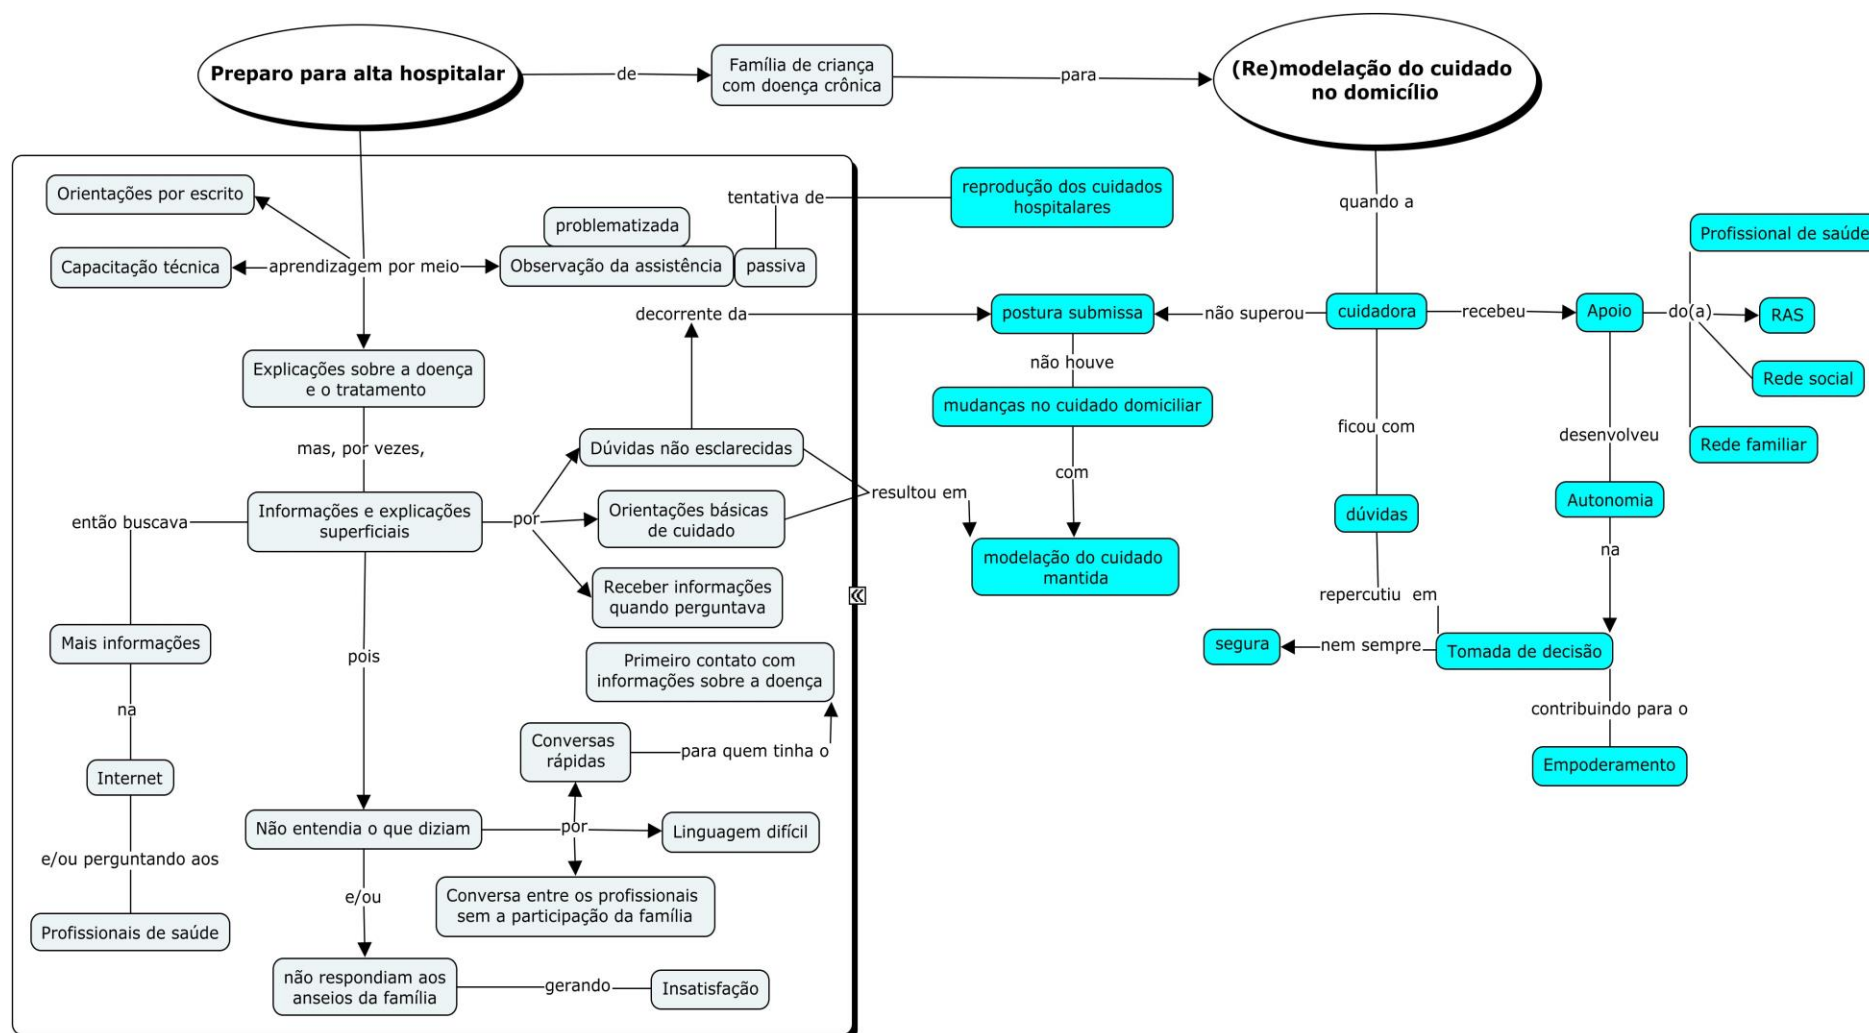 Preparo para alta hospitalar
de
Família de criança
com doença crônica
para
(Re)modelação do cuidado
no domicílio
Orientações por escrito
Capacitação técnica
aprendizagem por meio
problematizada
Observação da assistência
passiva
tentativa de
reprodução dos cuidados
hospitalares
Explicações sobre a doença
e o tratamento
mas, por vezes,
Informações e explicações
superficiais
então buscava
Mais informações
na
Internet
e/ou perguntando aos
Profissionais de saúde
por
Dúvidas não esclarecidas
Orientações básicas
de cuidado
Receber informações
quando perguntava
decorrente da
resultou em
pois
Não entendia o que diziam
por
Conversas
rápidas
para quem tinha o
Primeiro contato com
informações sobre a doença
Linguagem difícil
Conversa entre os profissionais
sem a participação da família
e/ou
não respondiam aos
anseios da família
gerando
Insatisfação
quando a
cuidadora
não superou
postura submissa
não houve
mudanças no cuidado domiciliar
com
modelação do cuidado
mantida
recebeu
Apoio
do(a)
Profissional de saúde
RAS
Rede social
Rede familiar
ficou com
dúvidas
repercutiu em
desenvolveu
Autonomia
na
Tomada de decisão
nem sempre
segura
contribuindo para o
Empoderamento